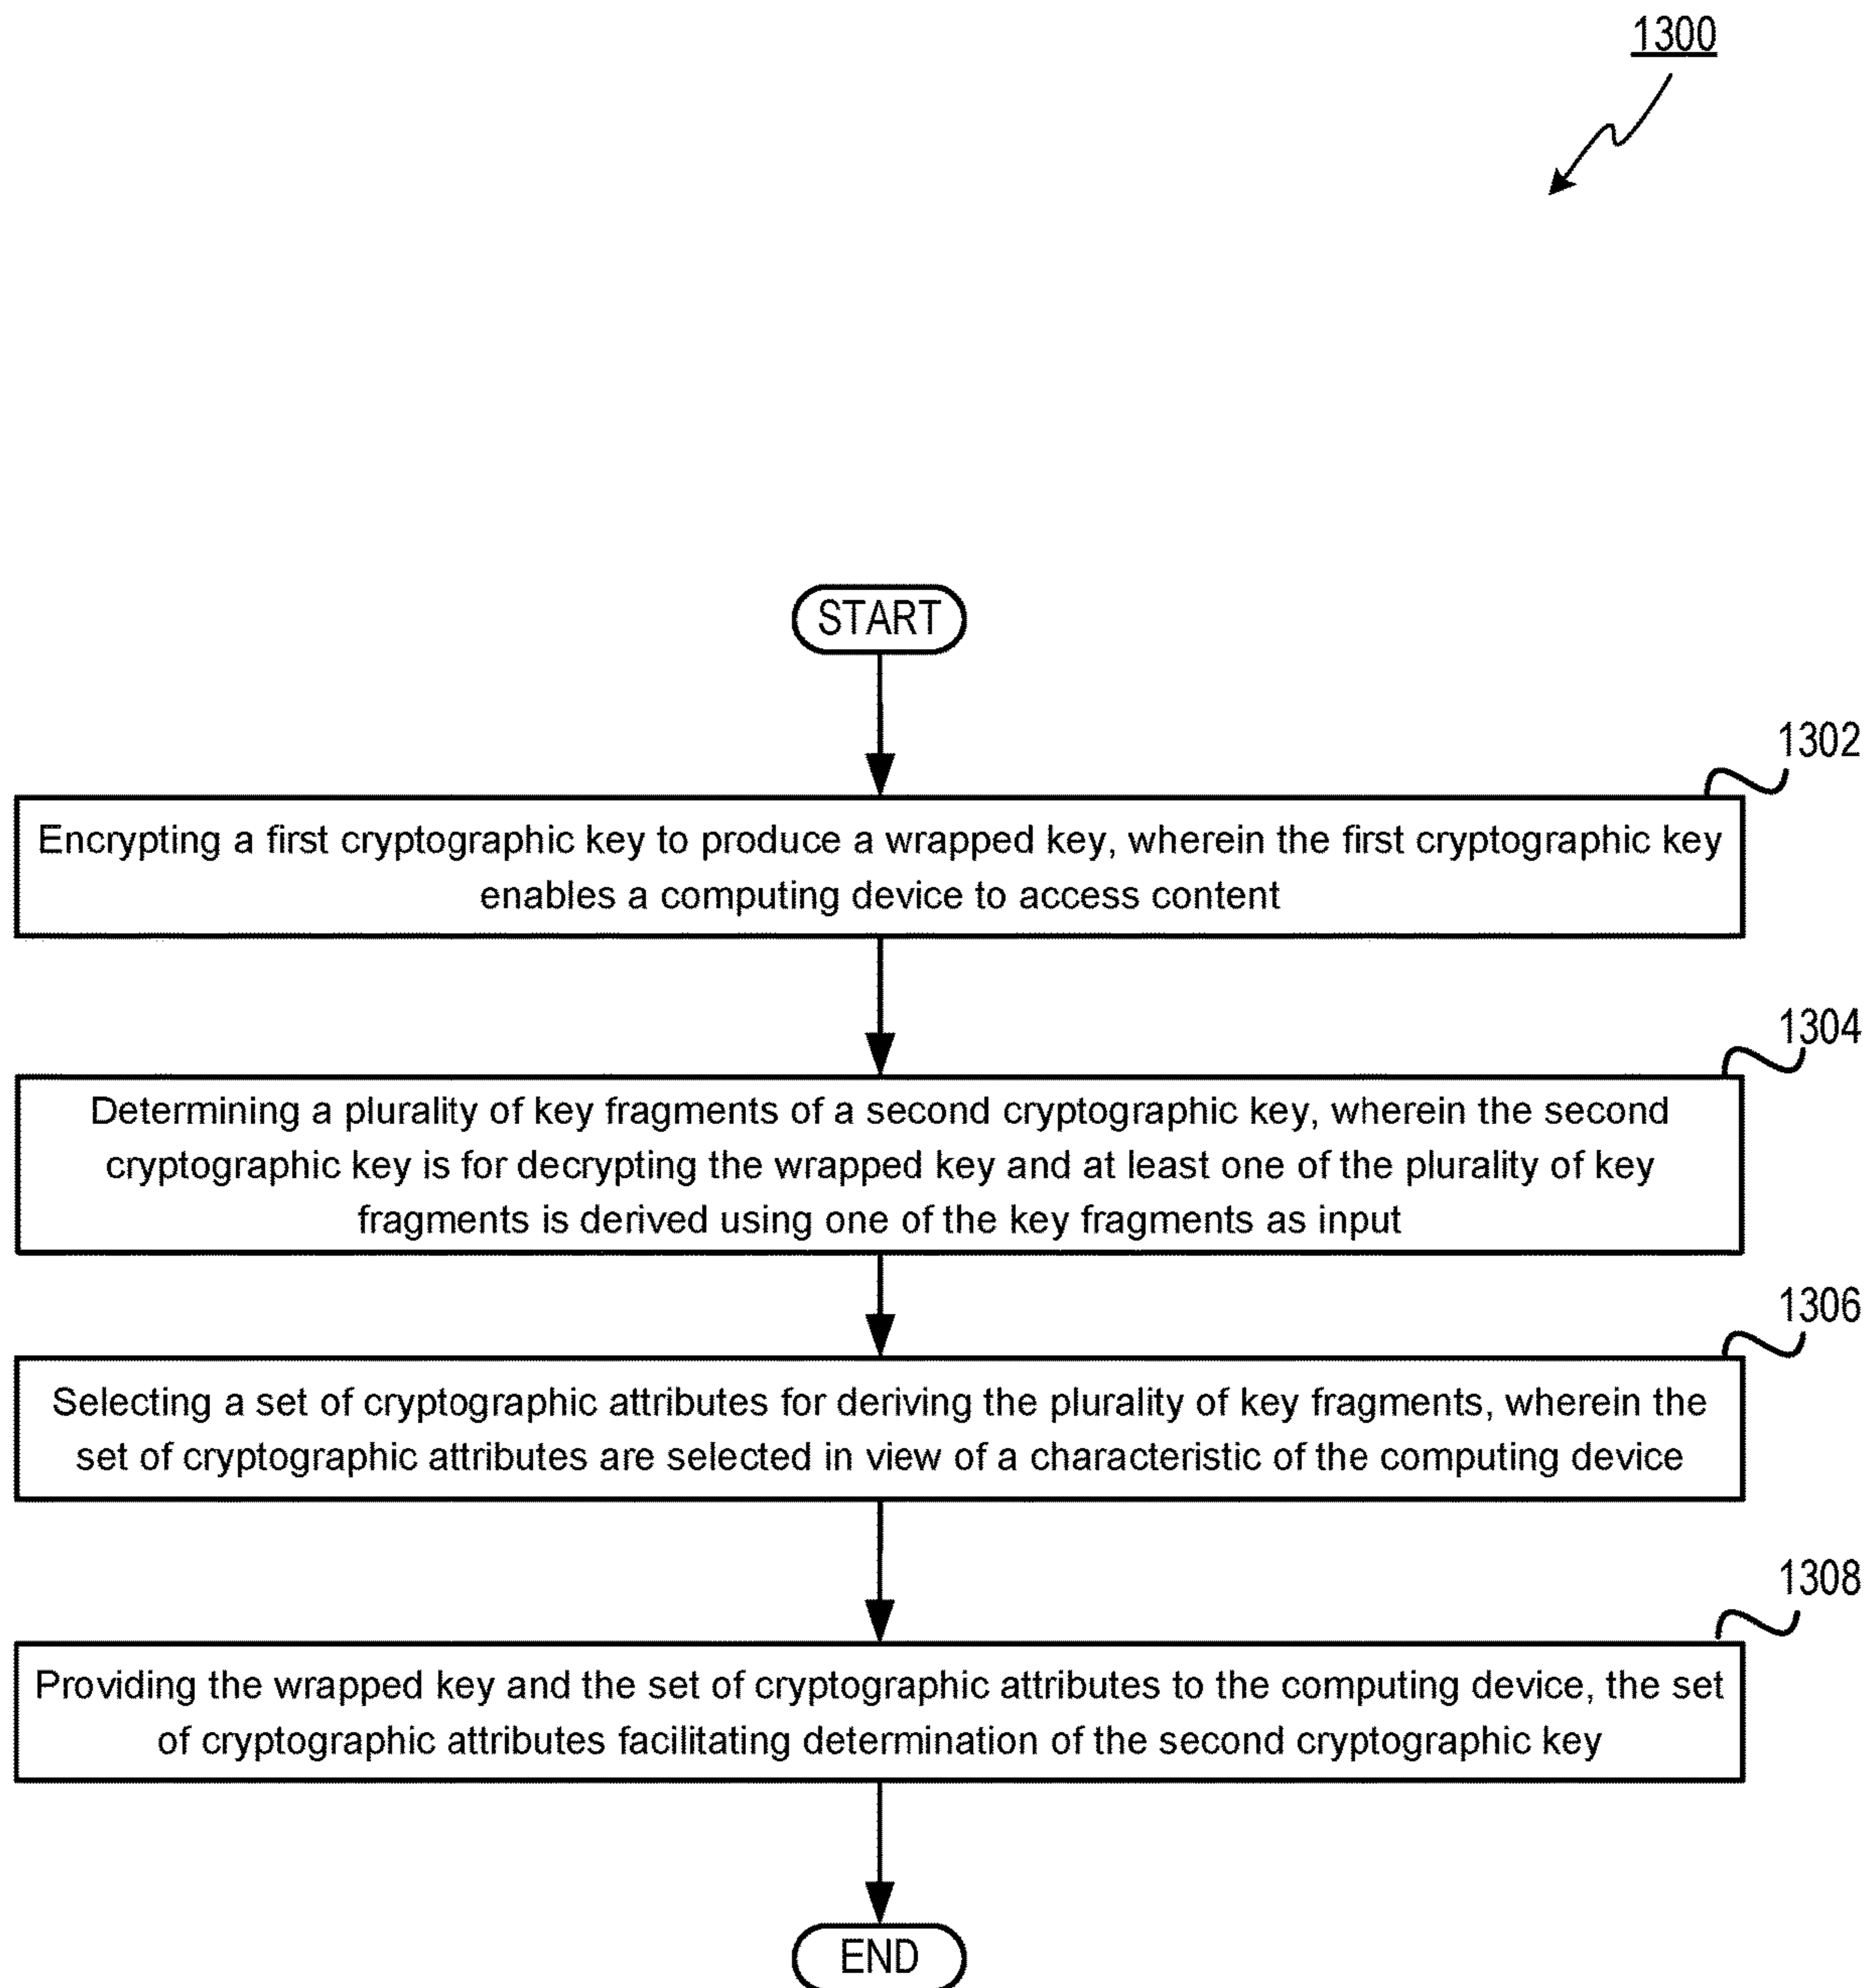 1300
START
1302
Encrypting a first cryptographic key to produce a wrapped key, wherein the first cryptographic key
enables a computing device to access content
1304
Determining a plurality of key fragments of a second cryptographic key, wherein the second
cryptographic key is for decrypting the wrapped key and at least one of the plurality of key
fragments is derived using one of the key fragments as input
1306
Selecting a set of cryptographic attributes for deriving the plurality of key fragments, wherein the
set of cryptographic attributes are selected in view of a characteristic of the computing device
1308
Providing the wrapped key and the set of cryptographic attributes to the computing device, the set
of cryptographic attributes facilitating determination of the second cryptographic key
END